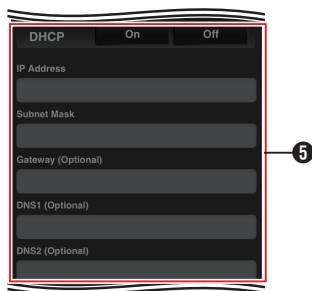 DHCP On Off
IP Address
Subnet Mask
Gateway (Optional)
DNS1 (Optional)
DNS2 (Optional)
5